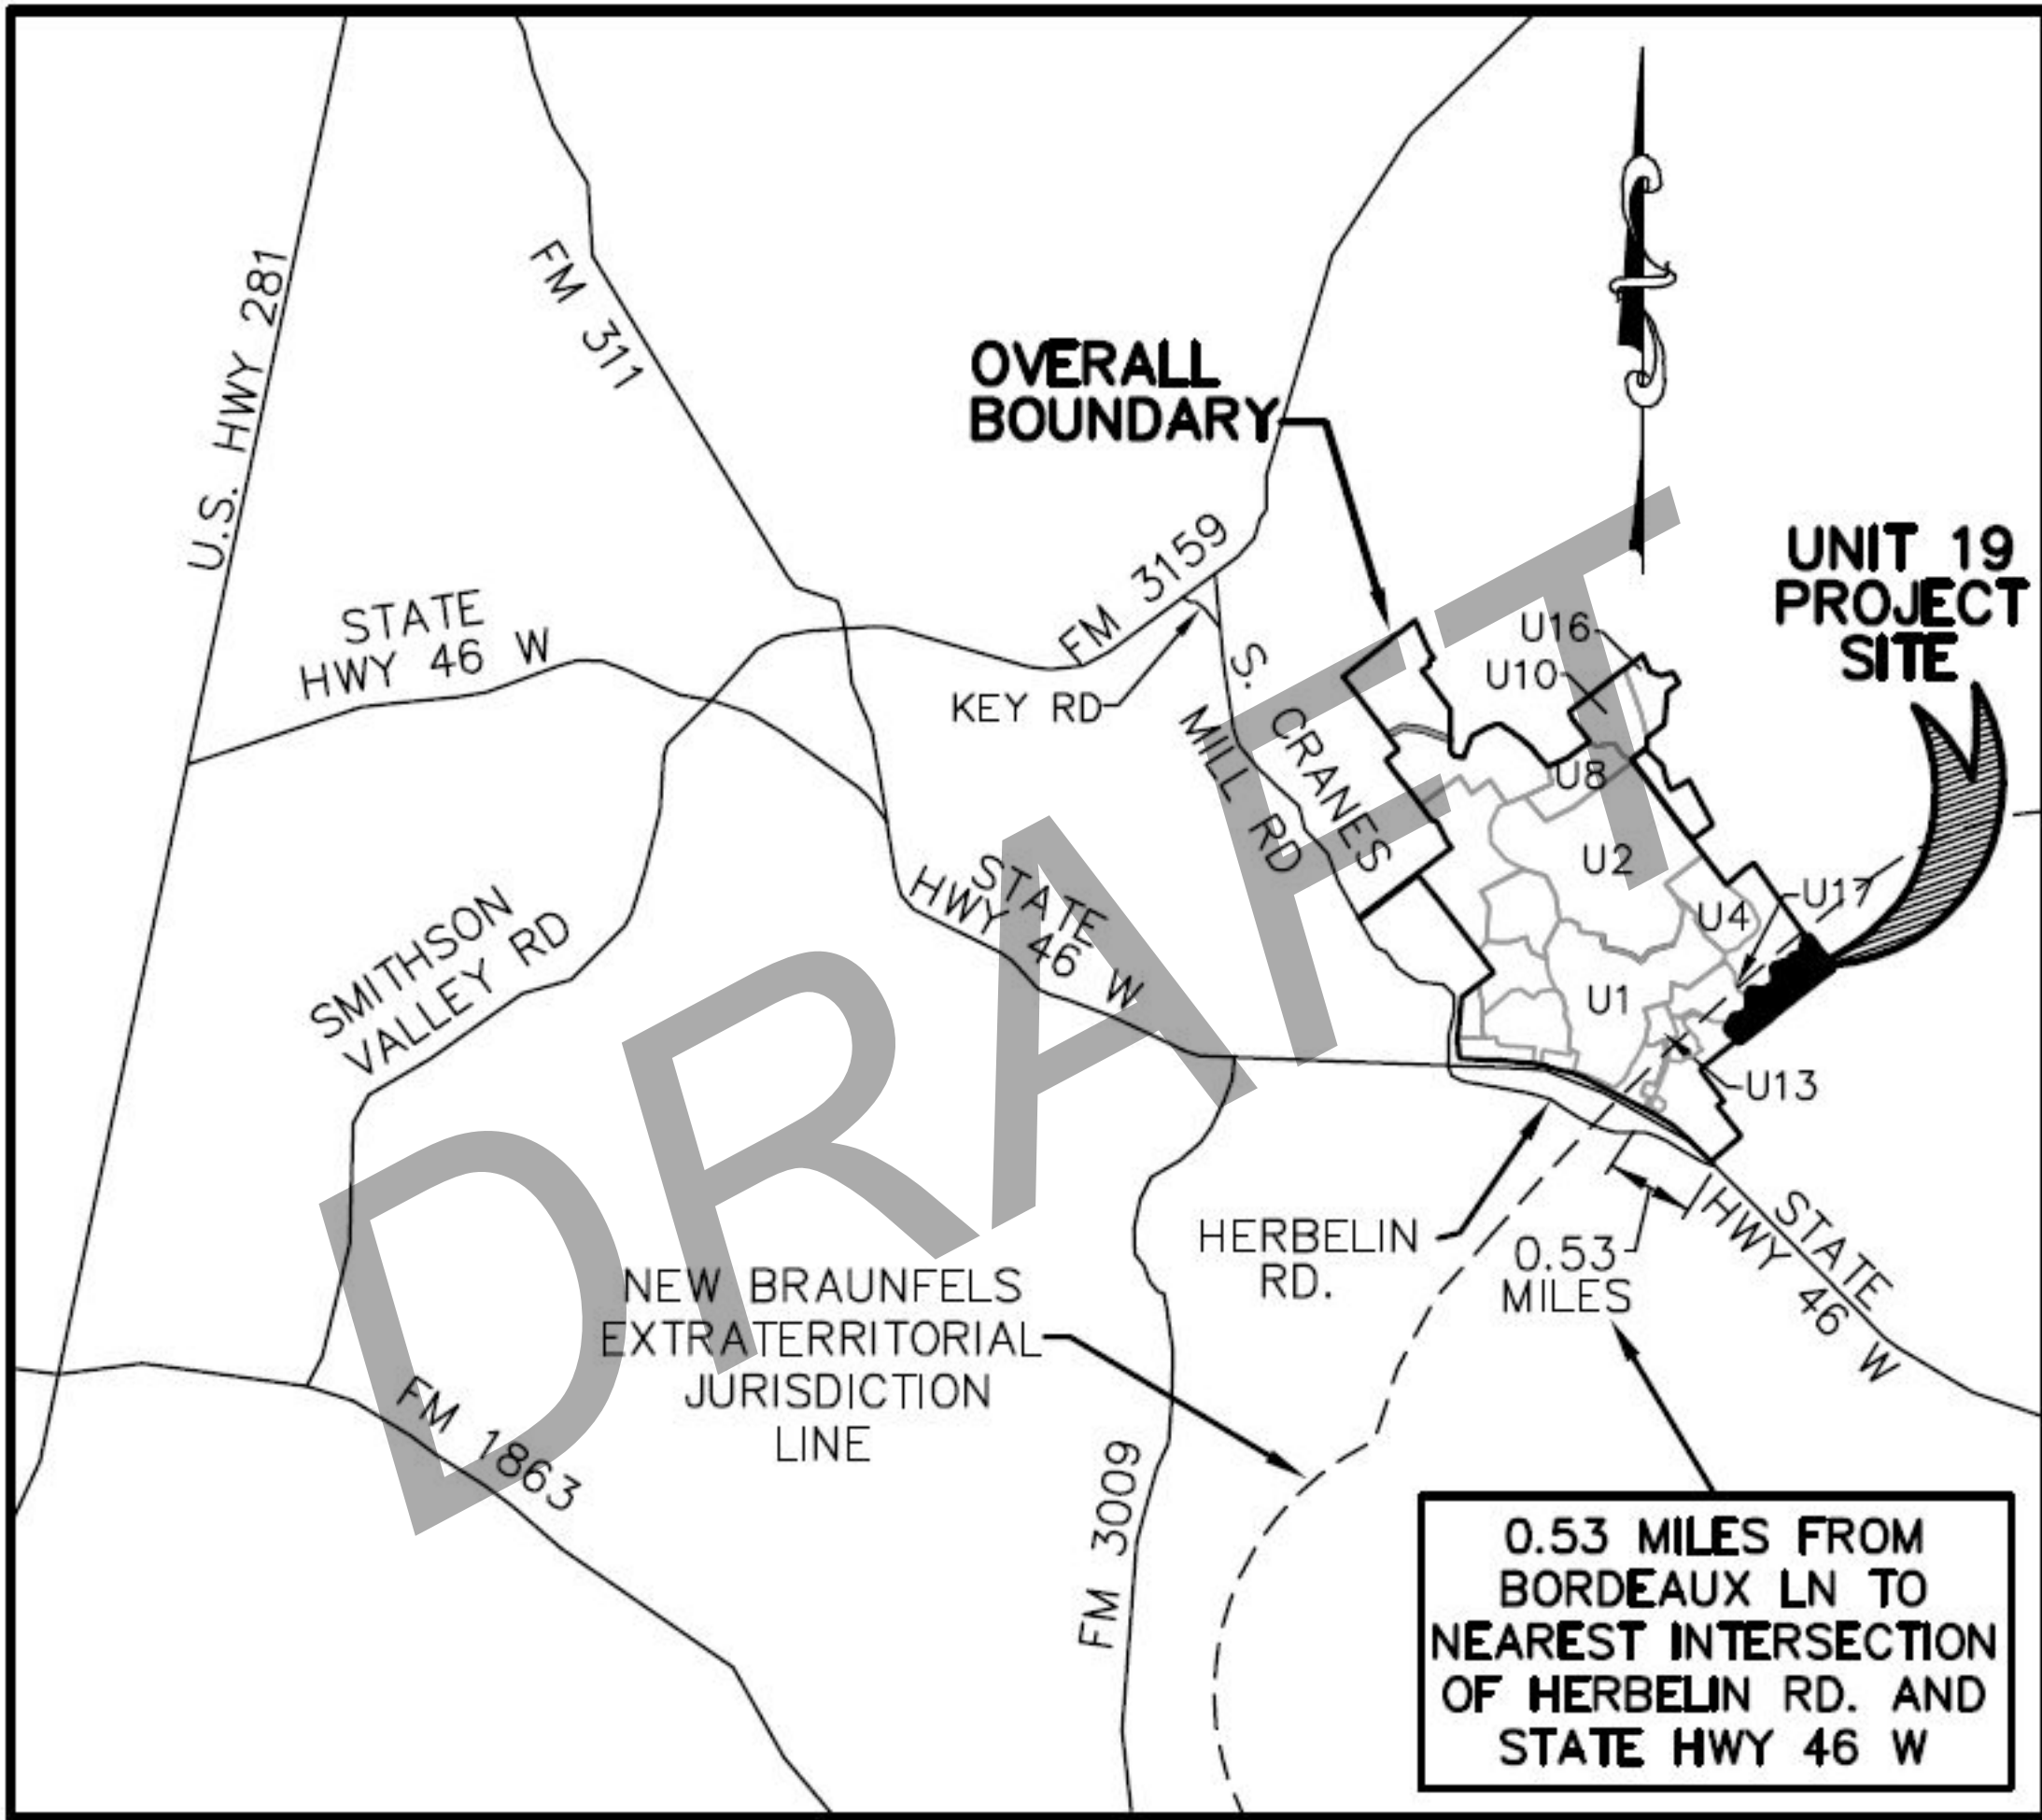 U.S. HWY 281
FM 311
OVERALL
BOUNDARY
FM 3159
UNIT 19
PROJECT
SITE
STATE
HWY 46 W
KEY RD
S. CRANES
MILL RD
U16
U10
U8
U2
U4
U17
U1
U13
STATE
HWY 46 W
SMITHSON
VALLEY RD
DRAFT
HERBELIN
RD.
0.53
MILES
STATE
HWY 46 W
NEW BRAUNFELS
EXTRATERRITORIAL
JURISDICTION
LINE
FM 1863
FM 3009
0.53 MILES FROM
BORDEAUX LN TO
NEAREST INTERSECTION
OF HERBELIN RD. AND
STATE HWY 46 W